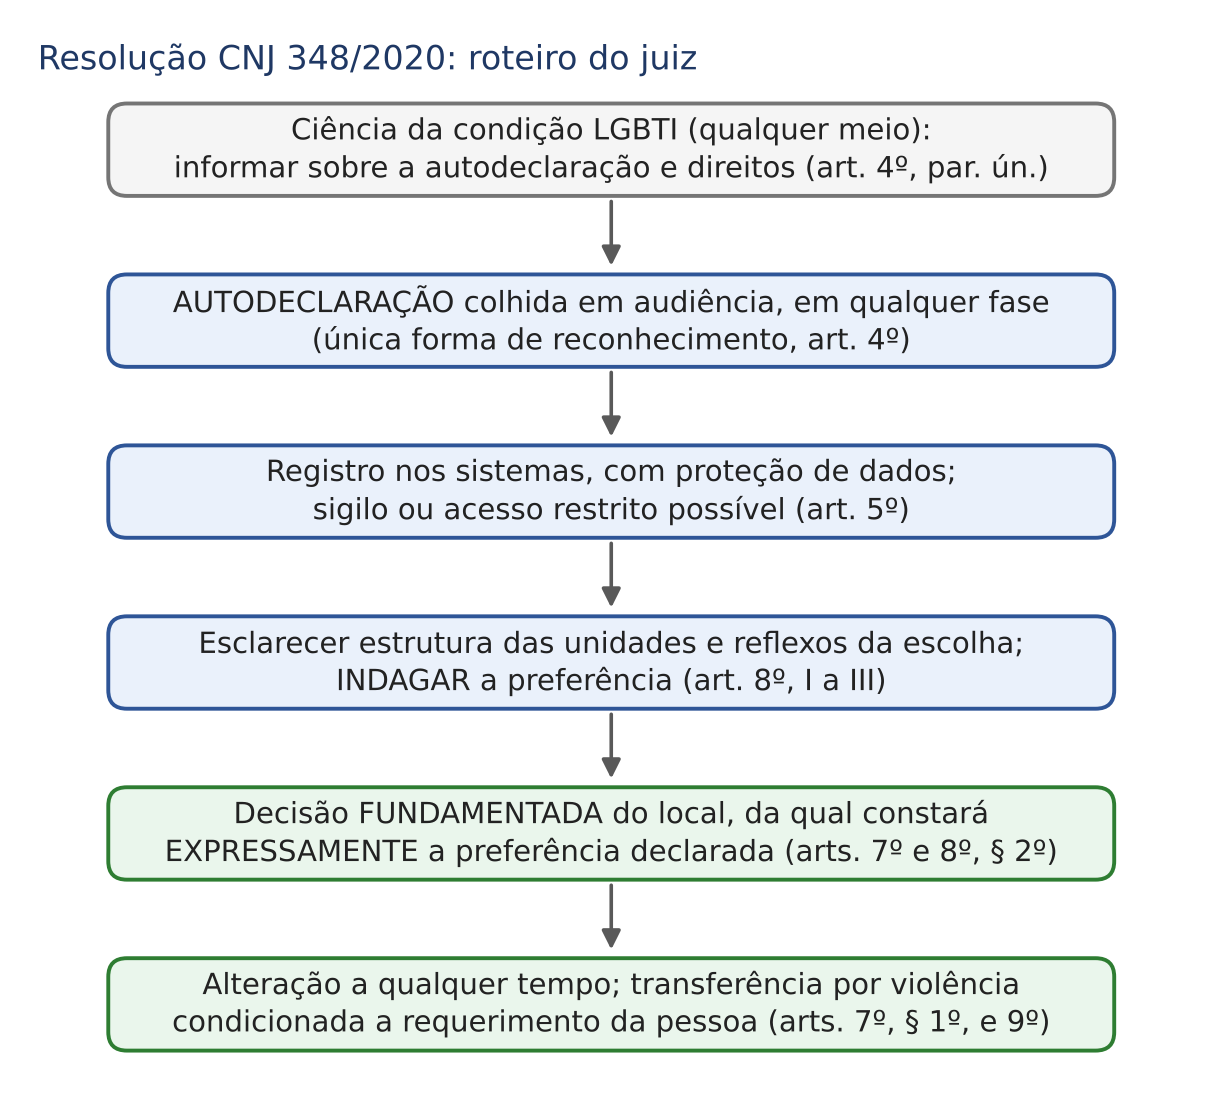 Resolução CNJ 348/2020: roteiro do juiz
Ciência da condição LGBTI (qualquer meio):
informar sobre a autodeclaração e direitos (art. 4º, par. ún.)
AUTODECLARAÇÃO colhida em audiência, em qualquer fase
(única forma de reconhecimento, art. 4º)
Registro nos sistemas, com proteção de dados;
sigilo ou acesso restrito possível (art. 5º)
Esclarecer estrutura das unidades e reflexos da escolha;
INDAGAR a preferência (art. 8º, I a III)
Decisão FUNDAMENTADA do local, da qual constará
EXPRESSAMENTE a preferência declarada (arts. 7º e 8º, § 2º)
Alteração a qualquer tempo; transferência por violência
condicionada a requerimento da pessoa (arts. 7º, § 1º, e 9º)